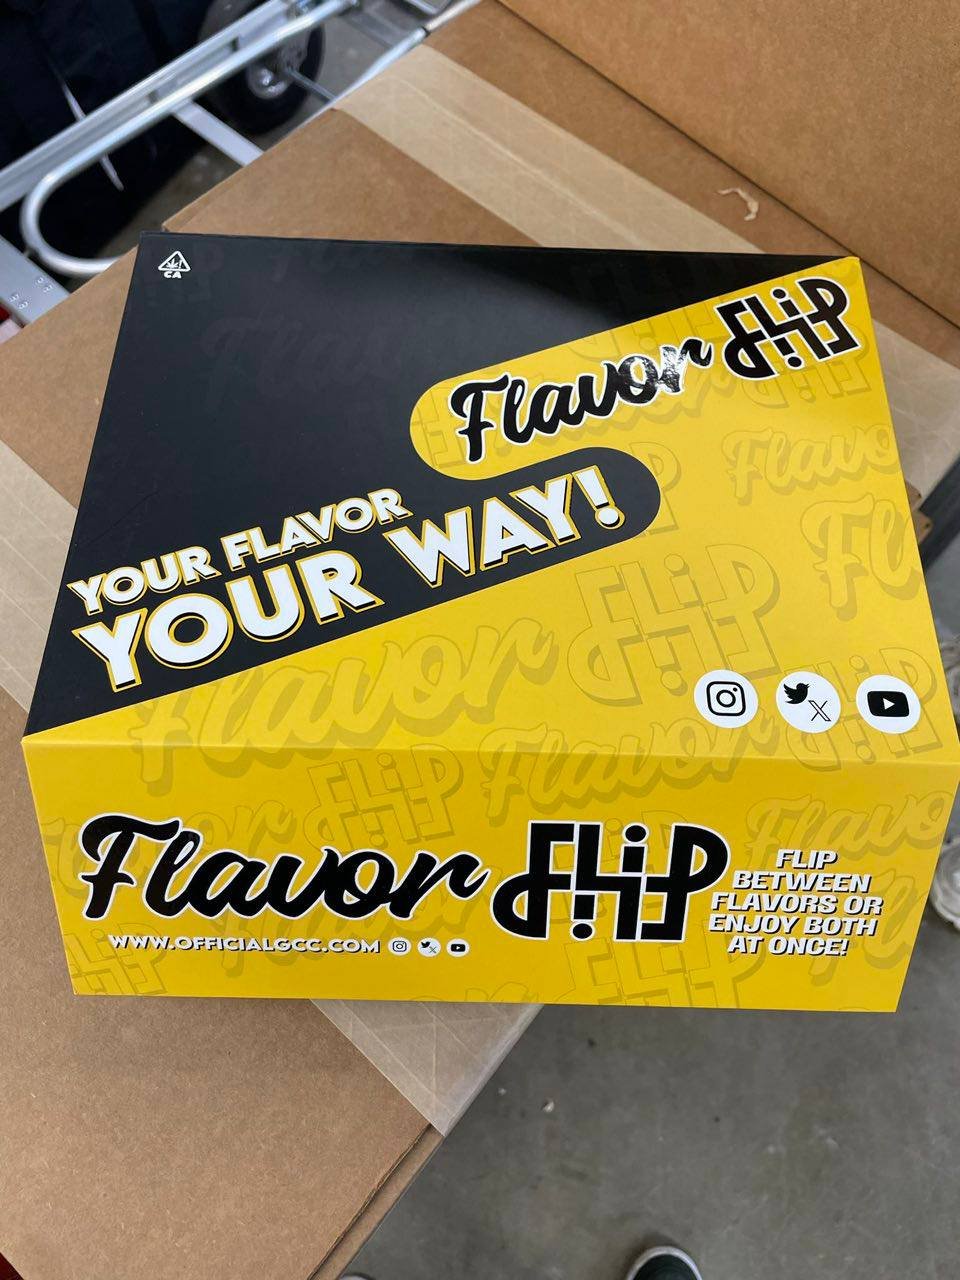 CA
Flavor FLiP
YOUR FLAVOR
YOUR WAY!
X
Flavor FLiP
WWW.OFFICIALGCC.COM
FLIP
BETWEEN
FLAVORS OR
ENJOY BOTH
AT ONCE!